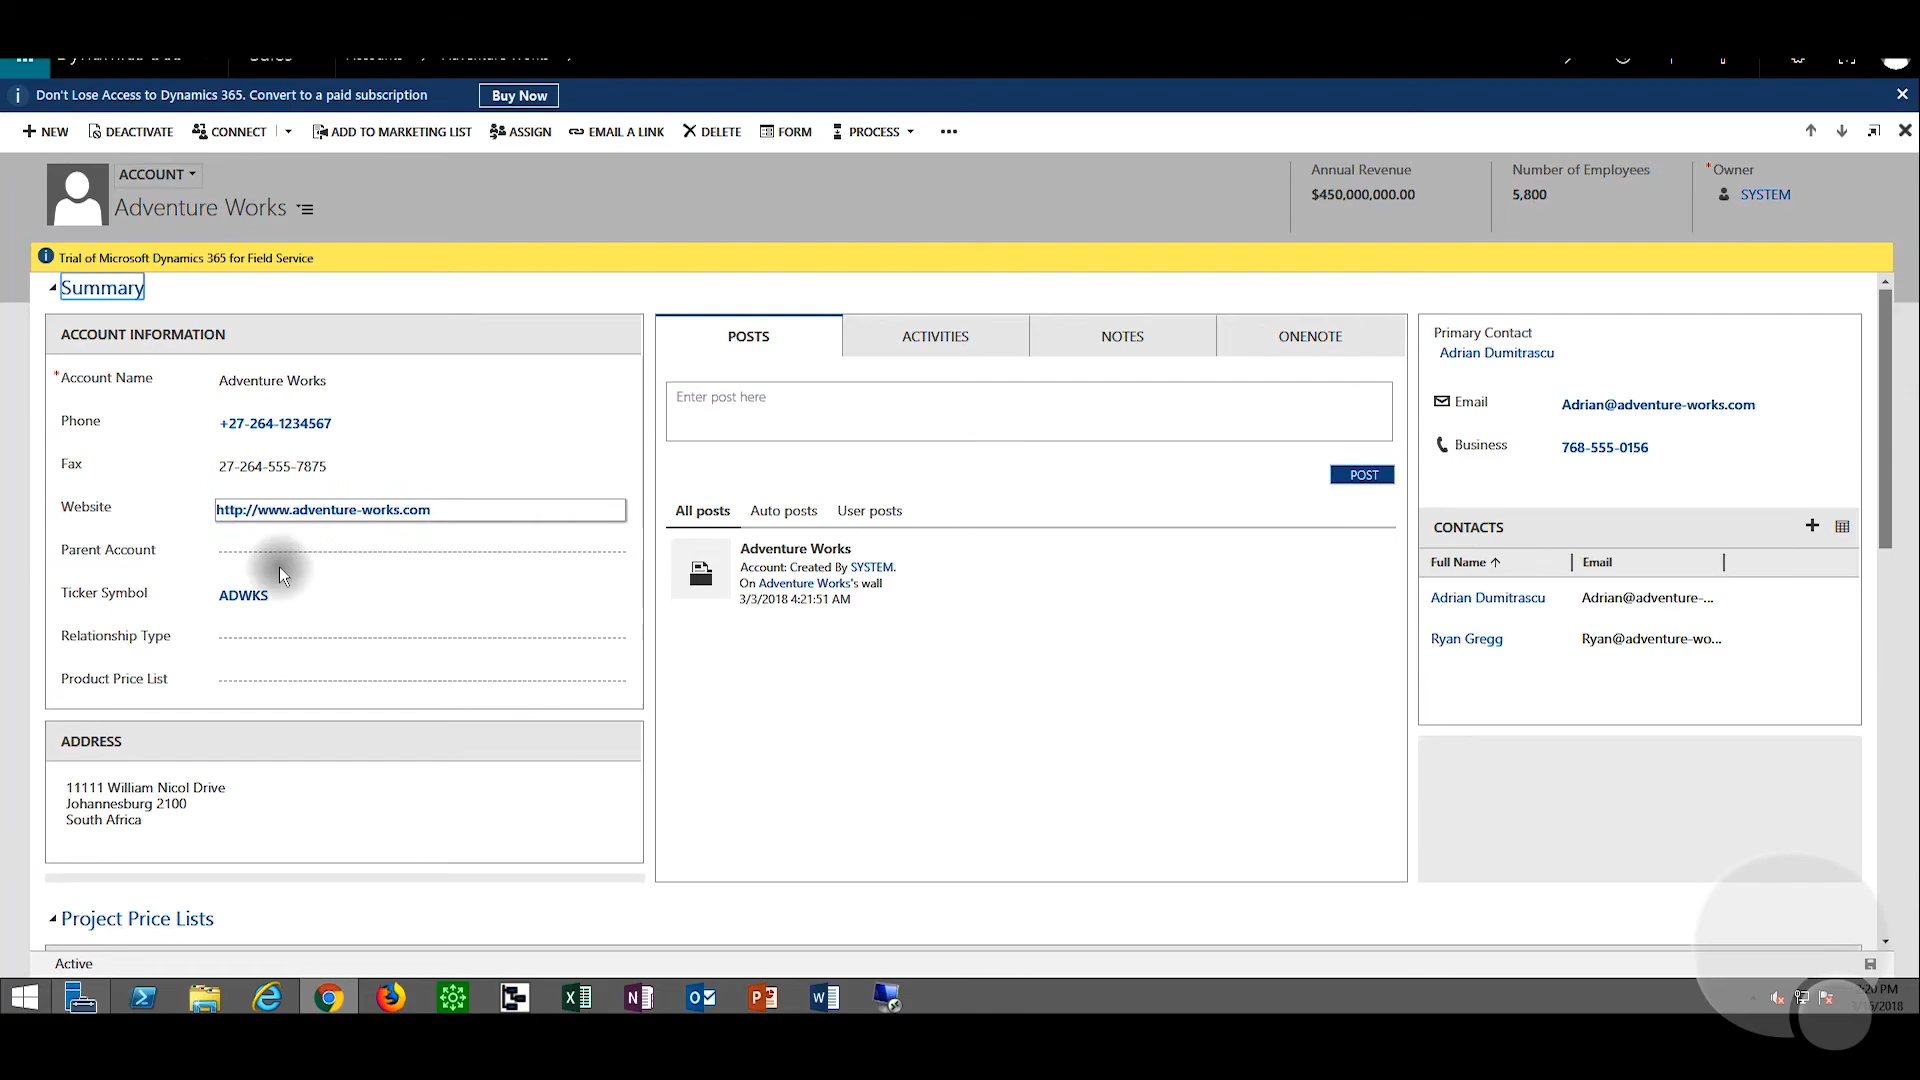 Don't Lose Access to Dynamics 365. Convert to a paid subscription
Buy Now
NEW
DEACTIVATE
CONNECT
ADD TO MARKETING LIST
ASSIGN
EMAIL A LINK
DELETE
FORM
PROCESS
ACCOUNT
Adventure Works
Annual Revenue
$450,000,000.00
Number of Employees
5,800
*Owner
SYSTEM
Trial of Microsoft Dynamics 365 for Field Service
Summary
ACCOUNT INFORMATION
*Account Name Adventure Works
Phone +27-264-1234567
Fax 27-264-555-7875
Website http://www.adventure-works.com
Parent Account
Ticker Symbol ADWKS
Relationship Type
Product Price List
ADDRESS
11111 William Nicol Drive
Johannesburg 2100
South Africa
POSTS ACTIVITIES NOTES ONENOTE
Enter post here
POST
All posts Auto posts User posts
Adventure Works
Account: Created By SYSTEM.
On Adventure Works's wall
3/3/2018 4:21:51 AM
Primary Contact
Adrian Dumitrascu
Email Adrian@adventure-works.com
Business 768-555-0156
CONTACTS
Full Name Email
Adrian Dumitrascu Adrian@adventure-...
Ryan Gregg Ryan@adventure-wo...
Project Price Lists
Active